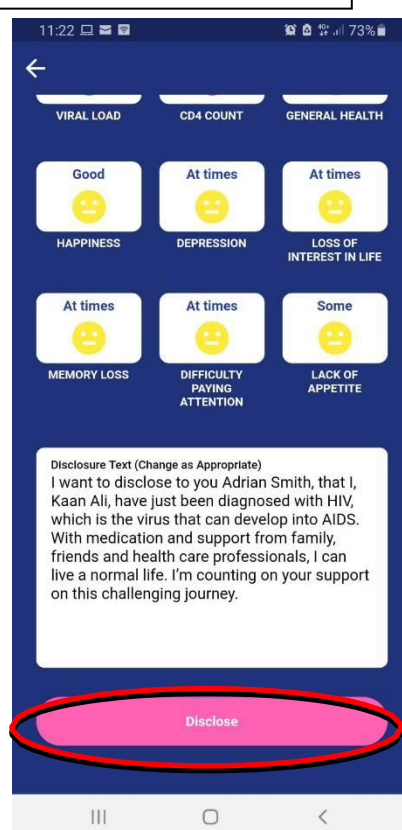 11:22
40+ 73%
VIRAL LOAD CD4 COUNT GENERAL HEALTH
Good At times At times
HAPPINESS DEPRESSION LOSS OF
INTEREST IN LIFE
At times At times Some
MEMORY LOSS DIFFICULTY LACK OF
PAYING APPETITE
ATTENTION
Disclosure Text (Change as Appropriate)
I want to disclose to you Adrian Smith, that I,
Kaan Ali, have just been diagnosed with HIV,
which is the virus that can develop into AIDS.
With medication and support from family,
friends and health care professionals, I can
live a normal life. I'm counting on your support
on this challenging journey.
Disclose